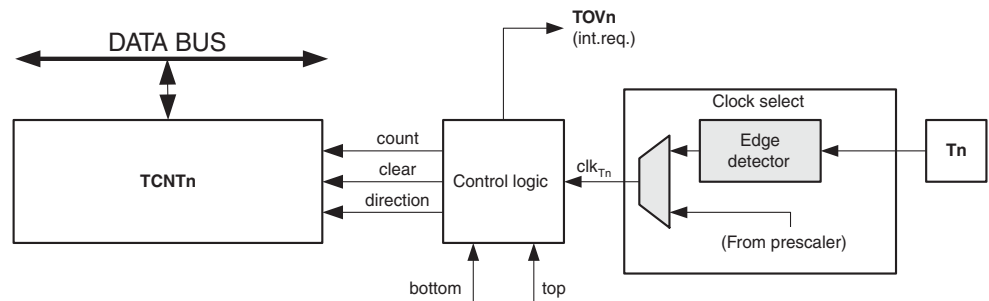 TOVn
(int.req.)
DATA BUS
Clock select
count
Edge
detector
Tn
TCNTn
clear
Control logic
clkTn
direction
(From prescaler)
bottom
top